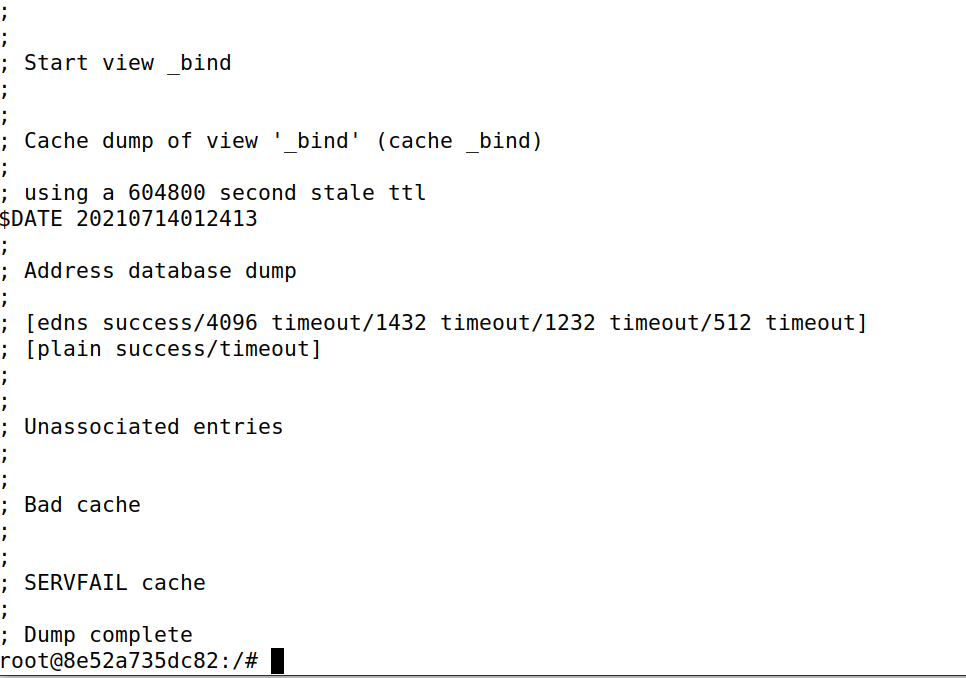 ;
;
; Start view _bind
;
;
; Cache dump of view '_bind' (cache _bind)
;
; using a 604800 second stale ttl
$DATE 20210714012413
;
; Address database dump
;
; [edns success/4096 timeout/1432 timeout/1232 timeout/512 timeout]
; [plain success/timeout]
;
;
; Unassociated entries
;
;
; Bad cache
;
;
; SERVFAIL cache
;
; Dump complete
root@8e52a735dc82:/#